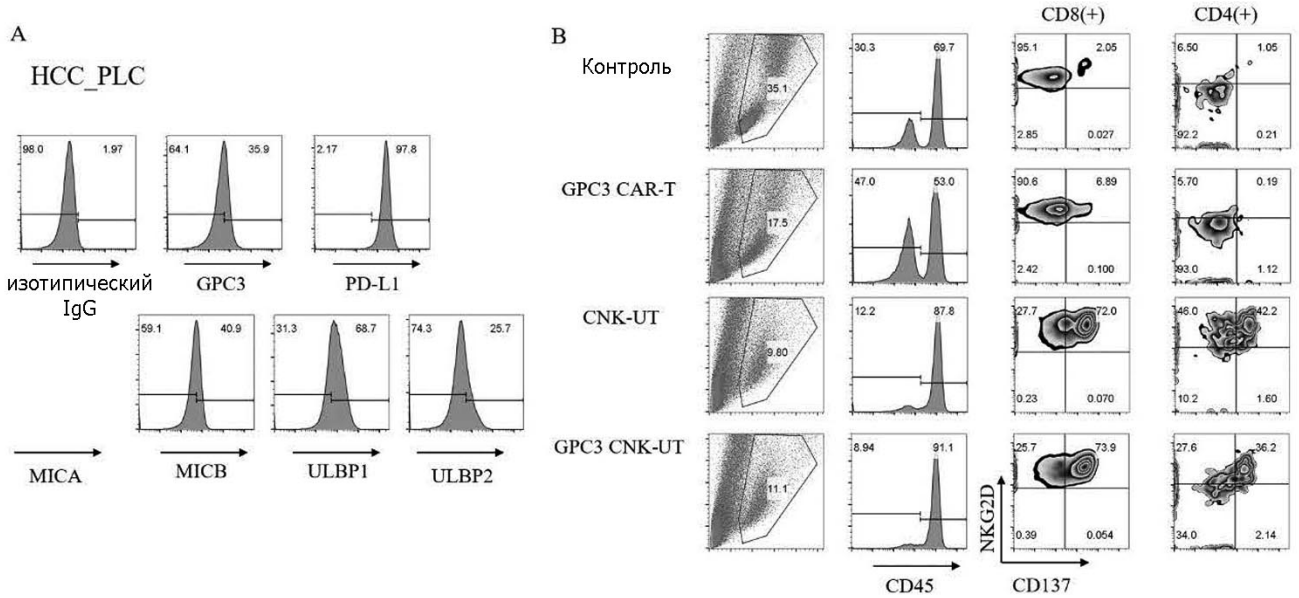 A
HCC_PLC
98.0 1.97
64.1 35.9
2.17 97.8
изотипический
IgG
GPC3
PD-L1
59.1 40.9
31.3 68.7
74.3 25.7
MICA
MICB
ULBP1
ULBP2
B
CD8(+)
CD4(+)
Контроль
35.1
30.3 69.7
95.1 2.05
2.85 0.027
6.50 1.05
92.2 0.21
GPC3 CAR-T
17.5
47.0 53.0
90.6 6.89
2.42 0.100
5.70 0.19
93.0 1.12
CNK-UT
9.80
12.2 87.8
27.7 72.0
0.23 0.070
46.0 42.2
10.2 1.60
GPC3 CNK-UT
11.1
8.94 91.1
25.7 73.9
0.39 0.054
27.6 36.2
34.0 2.14
NKG2D
CD45
CD137